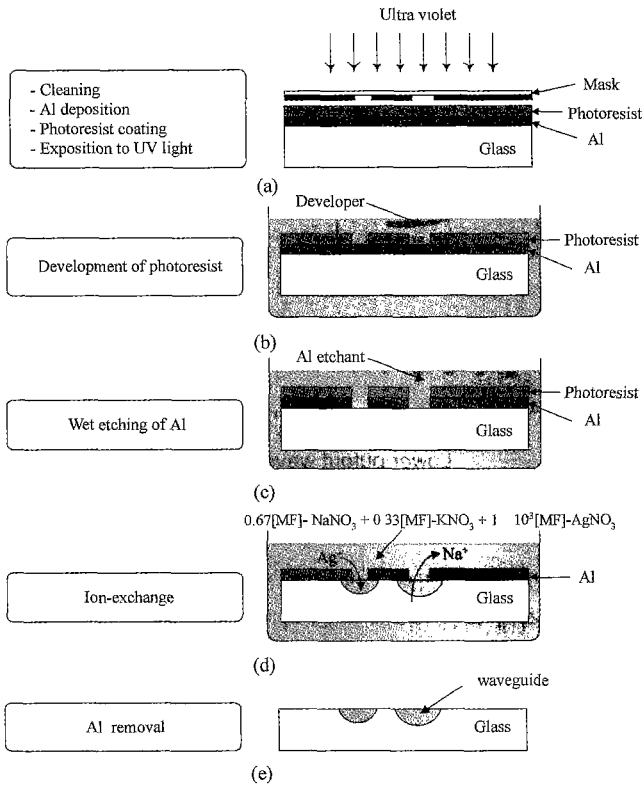 Ultra violet
- Cleaning
- Al deposition
- Photoresist coating
- Exposition to UV light
Mask
Photoresist
Al
Glass
(a)
Developer
Development of photoresist
Photoresist
Al
Glass
(b)
Al etchant
Wet etching of Al
Photoresist
Al
Glass
(c)
0.67[MF]- NaNO3 + 0 33[MF]-KNO3 + 1 10³[MF]-AgNO3
Ag
Na⁺
Ion-exchange
Al
Glass
(d)
waveguide
Al removal
Glass
(e)